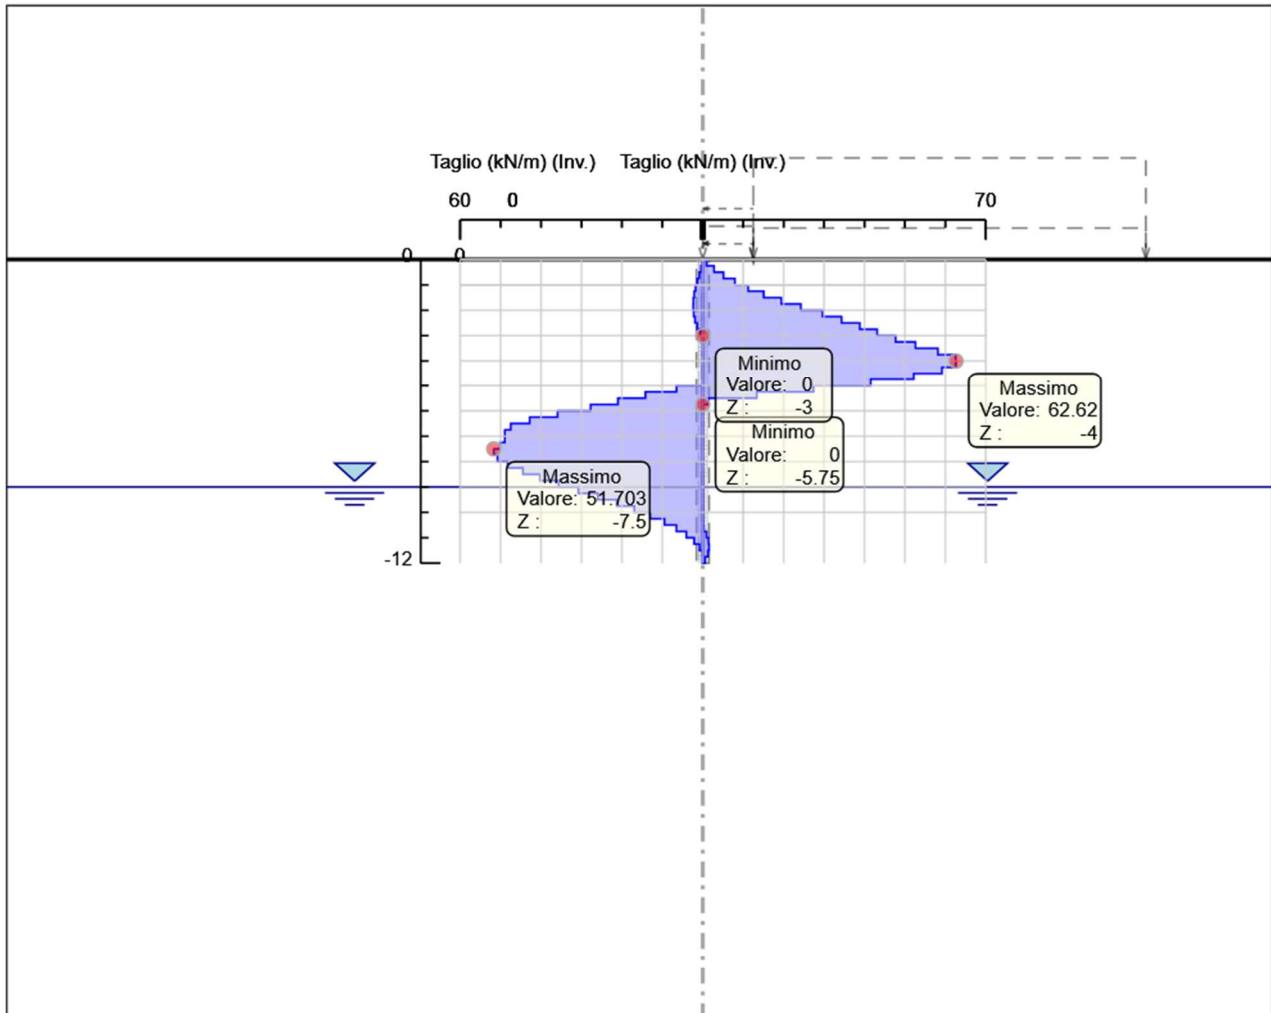 Taglio (kN/m) (Inv.) Taglio (kN/m) (Inv.)
60 0 70
0 0
Minimo
Valore: 0
Z : -3
Massimo
Valore: 62.62
Z : -4
Minimo
Valore: 0
Z : -5.75
Massimo
Valore: 51.703
Z : -7.5
-12